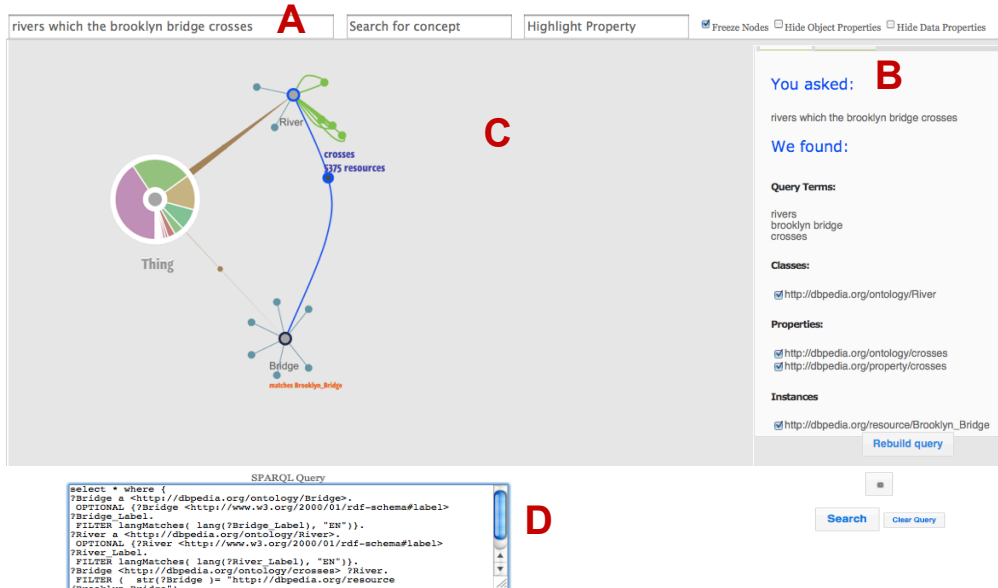 rivers which the brooklyn bridge crosses
A
Search for concept
Highlight Property
Freeze Nodes Hide Object Properties Hide Data Properties
B
You asked:
rivers which the brooklyn bridge crosses
We found:
Query Terms:
rivers
brooklyn bridge
crosses
Classes:
http://dbpedia.org/ontology/River
Properties:
http://dbpedia.org/ontology/crosses
http://dbpedia.org/property/crosses
Instances
http://dbpedia.org/resource/Brooklyn_Bridge
Rebuild query
C
River
crosses
5375 resources
Thing
Bridge
matches Brooklyn_Bridge
SPARQL Query
select * where {
?Bridge a <http://dbpedia.org/ontology/Bridge>.
OPTIONAL {?Bridge <http://www.w3.org/2000/01/rdf-schema#label>
?Bridge_Label.
FILTER langMatches( lang(?Bridge_Label), "EN")}.
?River a <http://dbpedia.org/ontology/River>.
OPTIONAL {?River <http://www.w3.org/2000/01/rdf-schema#label>
?River_Label.
FILTER langMatches( lang(?River_Label), "EN")}.
?Bridge <http://dbpedia.org/ontology/crosses> ?River.
FILTER ( str(?Bridge )= "http://dbpedia.org/resource
/Brooklyn_Bridge")
D
Search
Clear Query